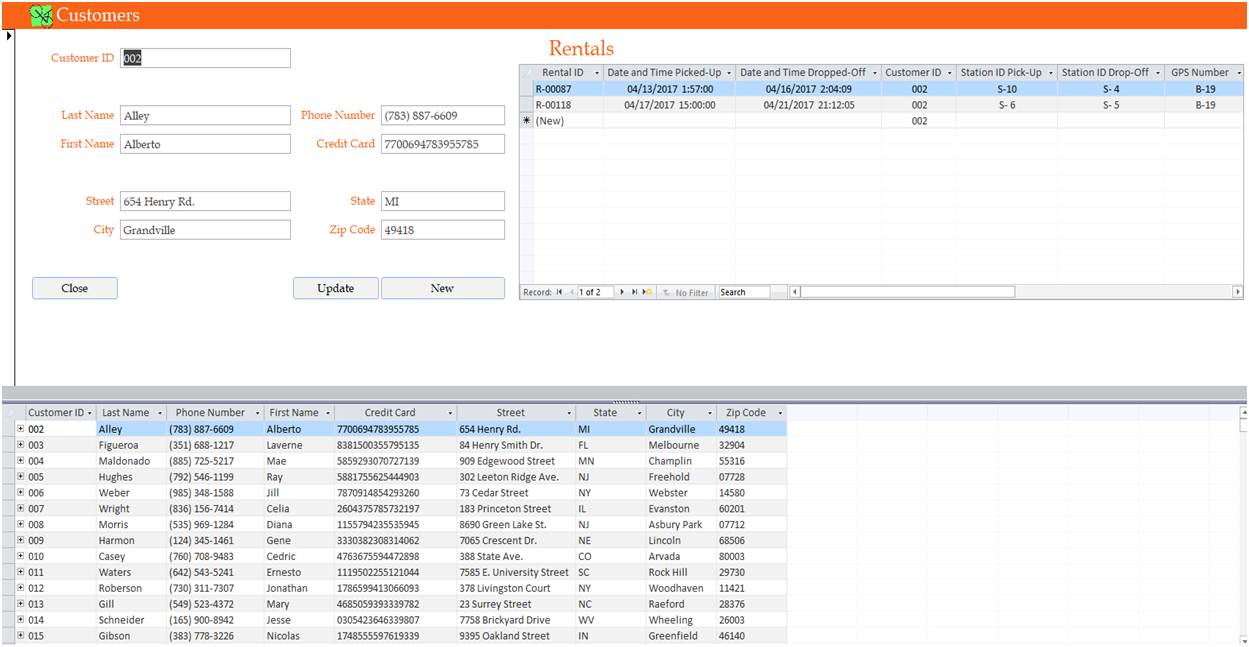 Customers
Customer ID 002
Last Name Alley Phone Number (783) 887-6609
First Name Alberto Credit Card 7700694783955785
Street 654 Henry Rd. State MI
City Grandville Zip Code 49418
Close Update New
Rentals
Rental ID Date and Time Picked-Up Date and Time Dropped-Off Customer ID Station ID Pick-Up Station ID Drop-Off GPS Number
R-00087 04/13/2017 1:57:00 04/16/2017 2:04:09 002 S-10 S- 4 B-19
R-00118 04/17/2017 15:00:00 04/21/2017 21:12:05 002 S- 6 S- 5 B-19
(New) 002
Record: 1 of 2 No Filter Search
Customer ID Last Name Phone Number First Name Credit Card Street State City Zip Code
002 Alley (783) 887-6609 Alberto 7700694783955785 654 Henry Rd. MI Grandville 49418
003 Figueroa (351) 688-1217 Laverne 8381500355795135 84 Henry Smith Dr. FL Melbourne 32904
004 Maldonado (885) 725-5217 Mae 5859293070727139 909 Edgewood Street MN Champlin 55316
005 Hughes (792) 546-1199 Ray 5881755625444903 302 Leeton Ridge Ave. NJ Freehold 07728
006 Weber (985) 348-1588 Jill 7870914854293260 73 Cedar Street NY Webster 14580
007 Wright (836) 156-7414 Celia 2604375785732197 183 Princeton Street IL Evanston 60201
008 Morris (535) 969-1284 Diana 1155794235535945 8690 Green Lake St. NJ Asbury Park 07712
009 Harmon (124) 345-1461 Gene 3330382308314062 7065 Crescent Dr. NE Lincoln 68506
010 Casey (760) 708-9483 Cedric 4763675594472898 388 State Ave. CO Arvada 80003
011 Waters (642) 543-5241 Ernesto 1119502255121044 7585 E. University Street SC Rock Hill 29730
012 Roberson (730) 311-7307 Jonathan 1786599413066093 378 Livingston Court NY Woodhaven 11421
013 Gill (549) 523-4372 Mary 4685059393339782 23 Surrey Street NC Raeford 28376
014 Schneider (165) 900-8942 Jesse 0305423646339807 7758 Brickyard Drive WV Wheeling 26003
015 Gibson (383) 778-3226 Nicolas 1748555597619339 9395 Oakland Street IN Greenfield 46140